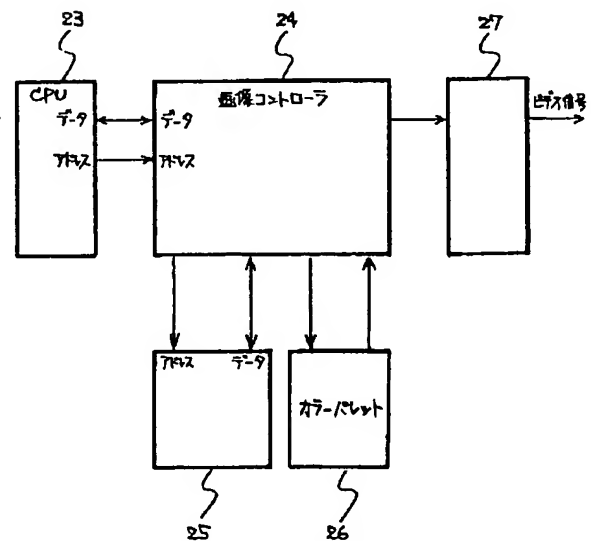 23
24
27
CPU
画像コントローラ
ビデオ信号
データ
データ
アドレス
アドレス
アドレス
データ
カラーパレット
25
26